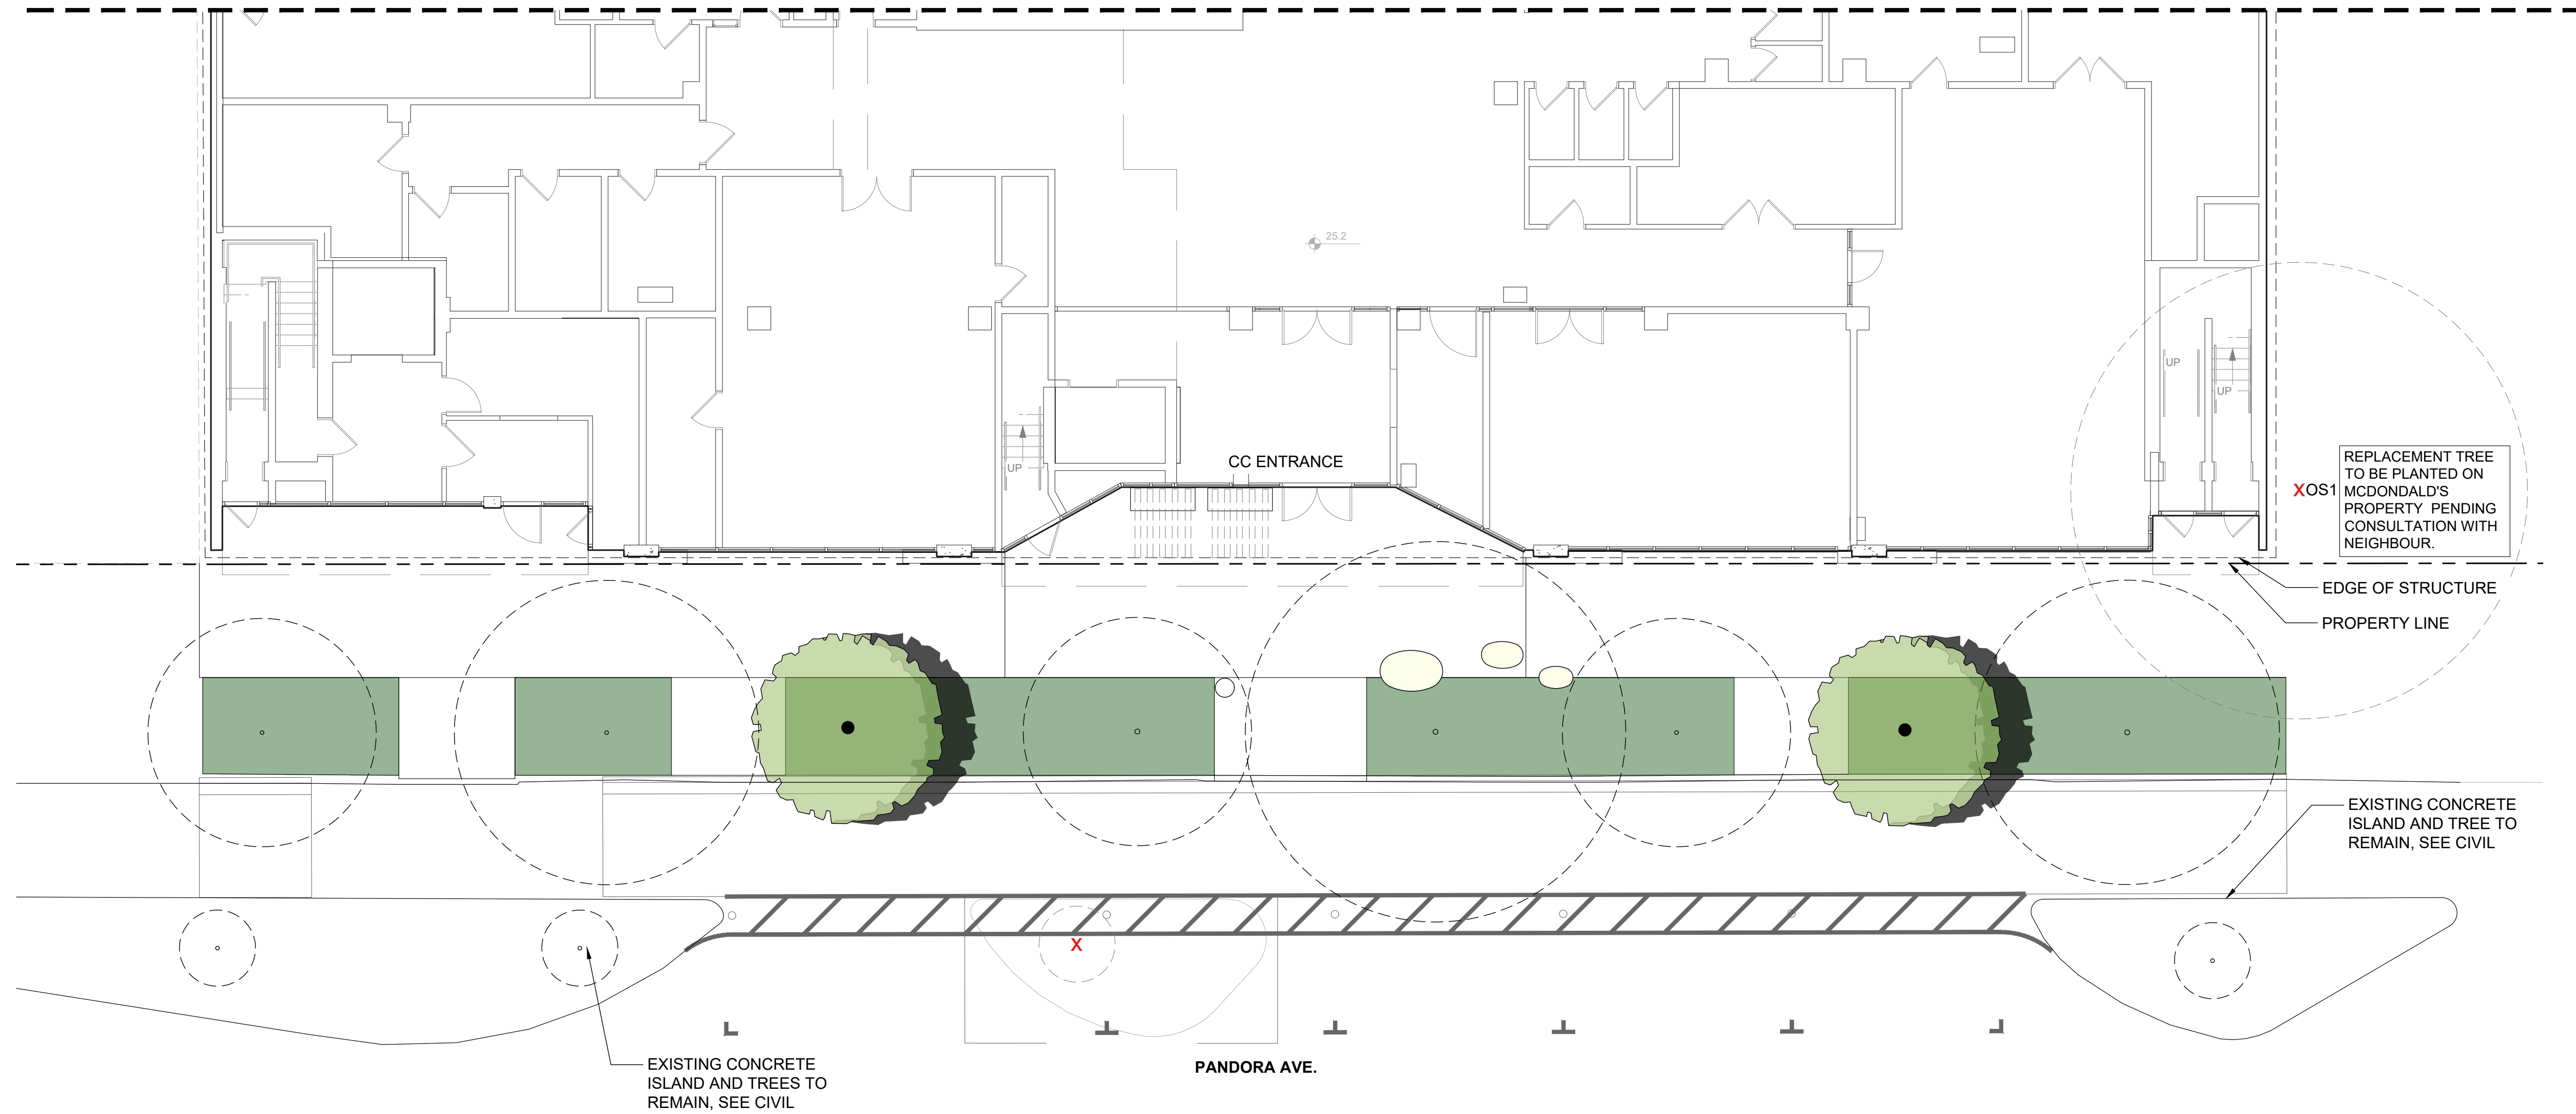 25.2
UP
UP
UP
CC ENTRANCE
XOS1
REPLACEMENT TREE
TO BE PLANTED ON
MCDONDALD'S
PROPERTY PENDING
CONSULTATION WITH
NEIGHBOUR.
EDGE OF STRUCTURE
PROPERTY LINE
EXISTING CONCRETE
ISLAND AND TREE TO
REMAIN, SEE CIVIL
X
EXISTING CONCRETE
ISLAND AND TREES TO
REMAIN, SEE CIVIL
PANDORA AVE.